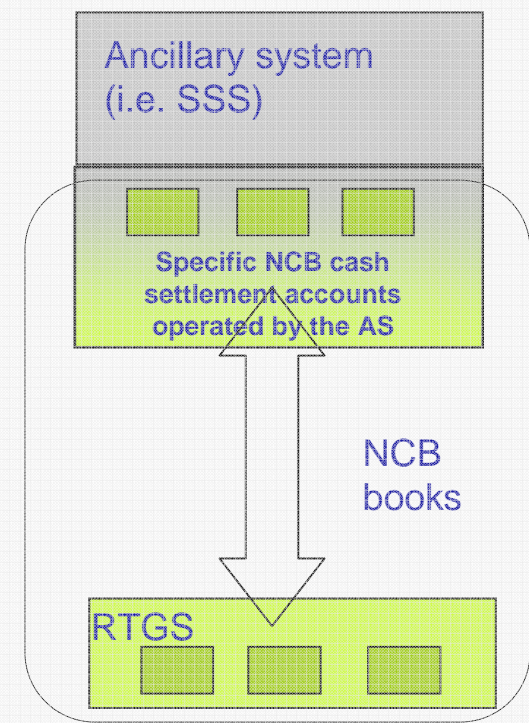 Ancillary system
(i.e. SSS)
Specific NCB cash
settlement accounts
operated by the AS
NCB
books
RTGS